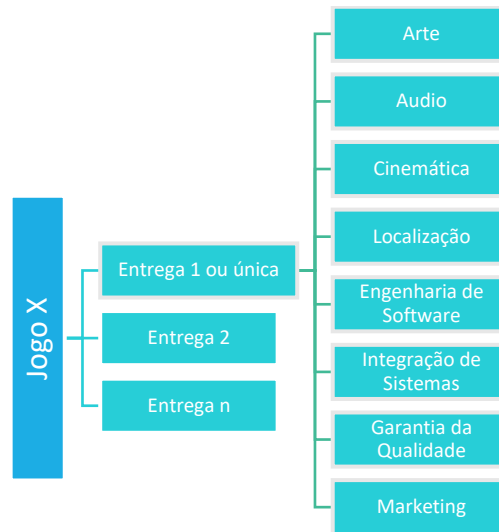 Jogo X
Entrega 1 ou única
Entrega 2
Entrega n
Arte
Audio
Cinemática
Localização
Engenharia de
Software
Integração de
Sistemas
Garantia da
Qualidade
Marketing